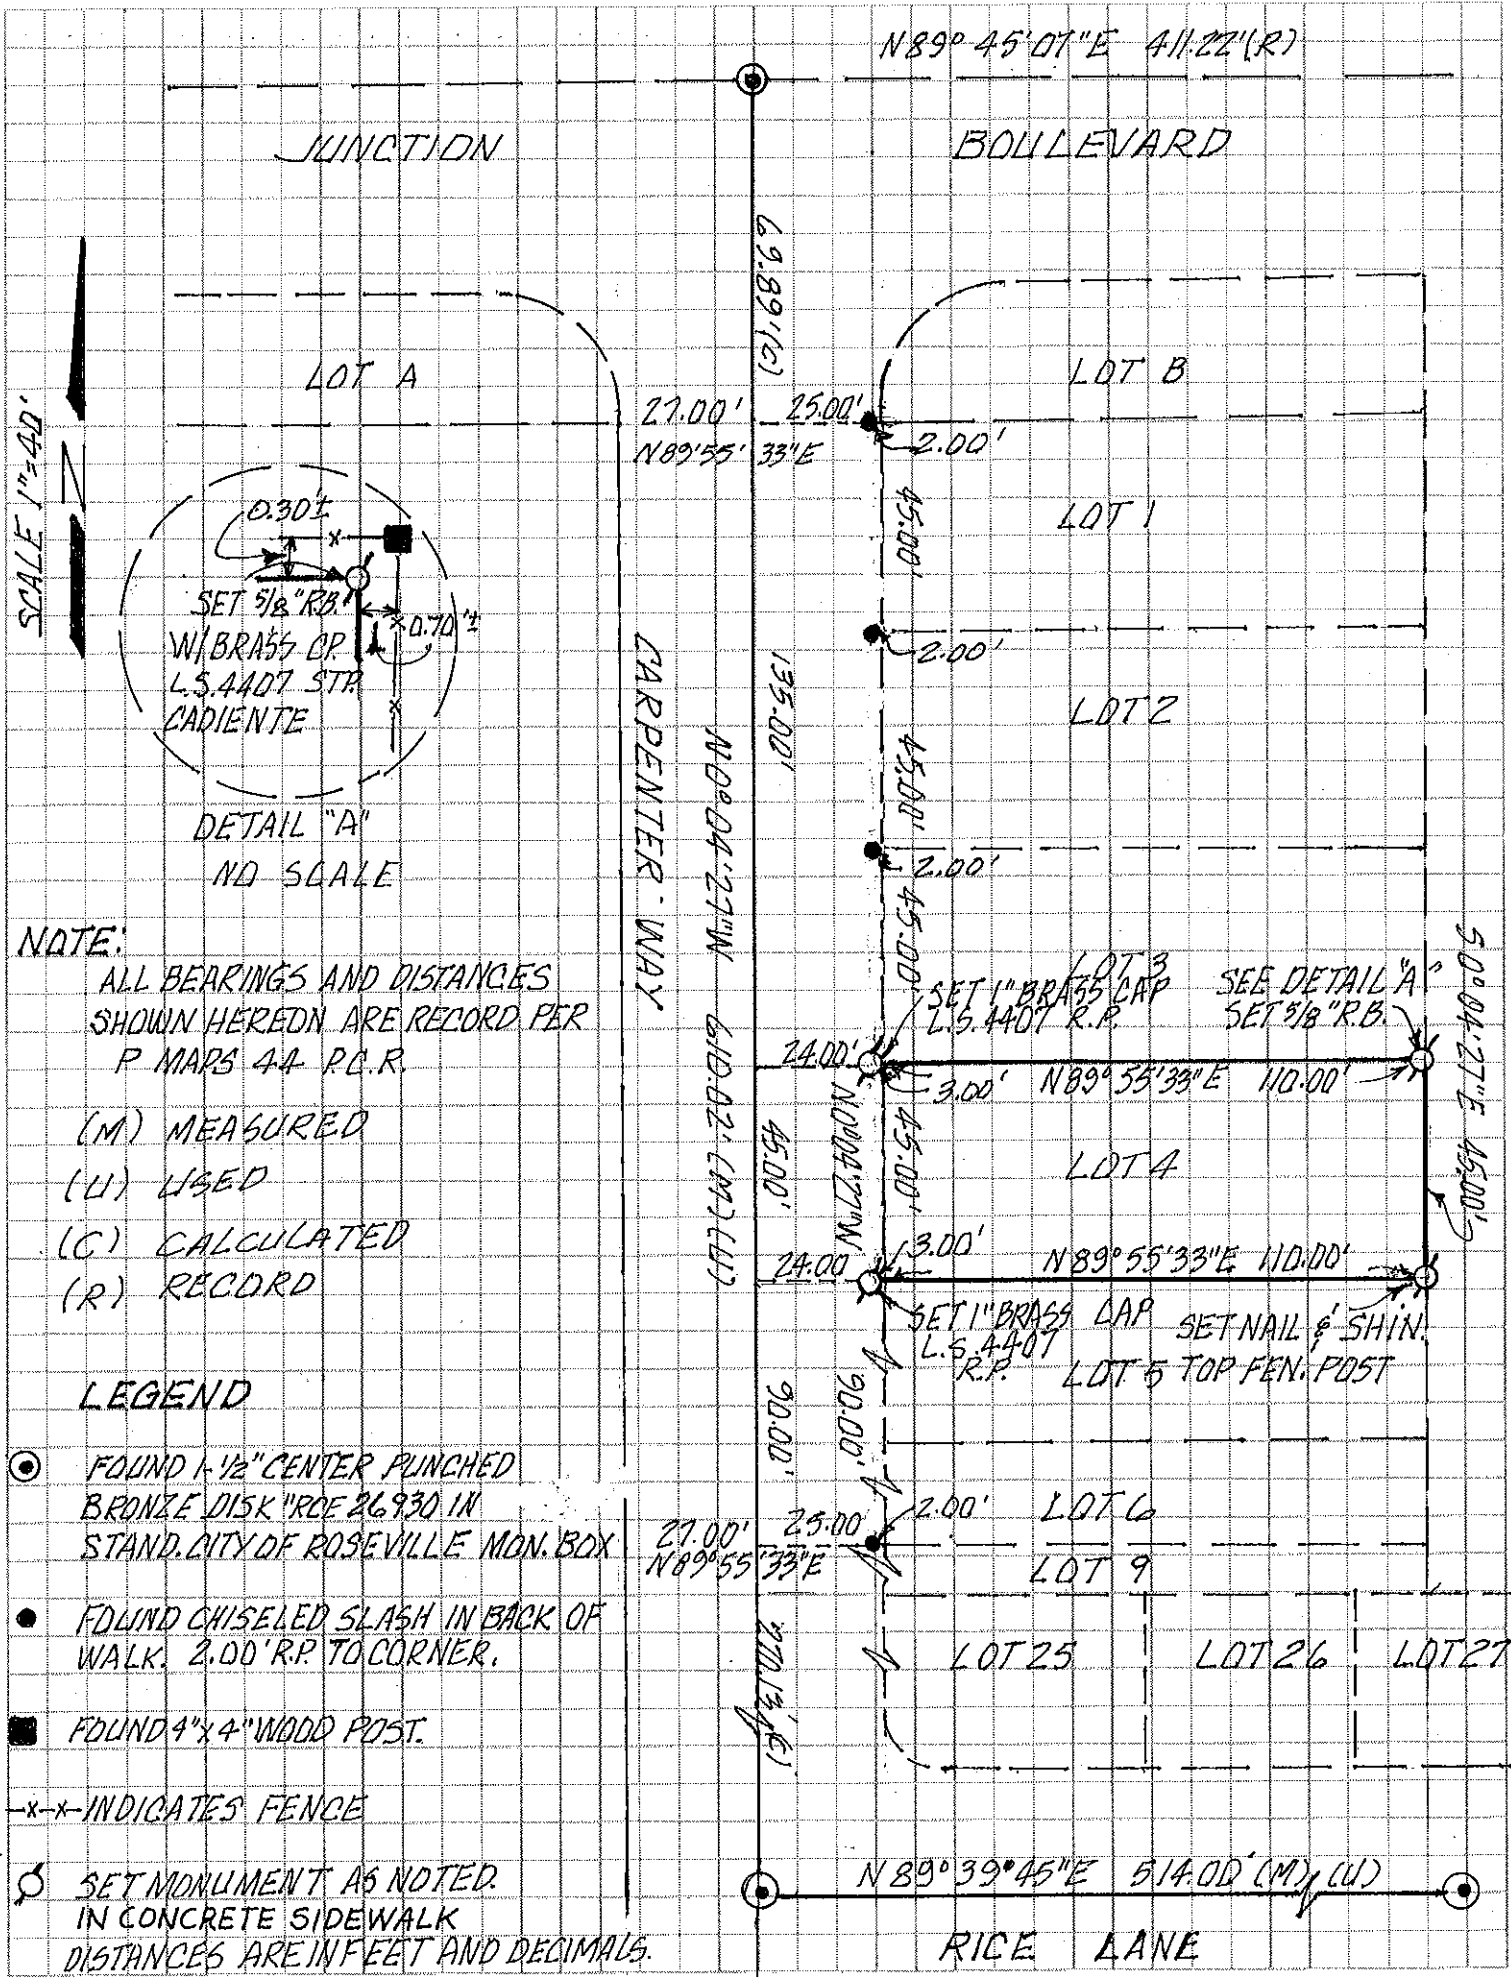 N89° 45' 07"E 411.22'(R)
JUNCTION BOULEVARD
69.89'(C)
SCALE 1"=40'
N
LOT A
LOT B
27.00' 25.00'
N89°55' 33"E
2.00'
45.00'
LOT 1
0.30'±
SET 5/8" R.B.
W/BRASS CP.
L.S.4407 STP.
CADIENTE
0.70'±
DETAIL "A"
NO SCALE
2.00'
LOT 2
135.00'
45.00'
CARPENTER WAY
N0°04'27"W 610.02' (M)(U)
2.00'
45.00'
NOTE:
ALL BEARINGS AND DISTANCES
SHOWN HEREON ARE RECORD PER
P MAPS 44 P.C.R.
(M) MEASURED
(U) USED
(C) CALCULATED
(R) RECORD
LOT 3
SET 1" BRASS CAP
L.S. 4407 R.P.
SEE DETAIL "A"
SET 5/8" R.B.
S0°04'27"E 45.00'
24.00'
3.00'
N89°55'33"E 110.00'
45.00'
N0°04'27"W
45.00'
LOT 4
24.00
3.00'
N89°55'33"E 110.00'
SET 1" BRASS CAP
L.S. 4407
R.P.
SET NAIL & SHIN.
LOT 5 TOP FEN. POST
90.00'
90.00'
LEGEND
FOUND 1-1/2" CENTER PUNCHED
BRONZE DISK "RCE 26930 IN
STAND. CITY OF ROSEVILLE MON. BOX
27.00' 25.00
N89°55'33"E
2.00'
LOT 6
LOT 9
FOUND CHISELED SLASH IN BACK OF
WALK. 2.00' R.P. TO CORNER.
270.13'(C)
LOT 25 LOT 26 LOT 27
FOUND 4"X 4" WOOD POST.
-x-x- INDICATES FENCE
SET MONUMENT AS NOTED.
IN CONCRETE SIDEWALK
DISTANCES ARE IN FEET AND DECIMALS.
N 89°39°45"E 514.00' (M) (U)
RICE LANE